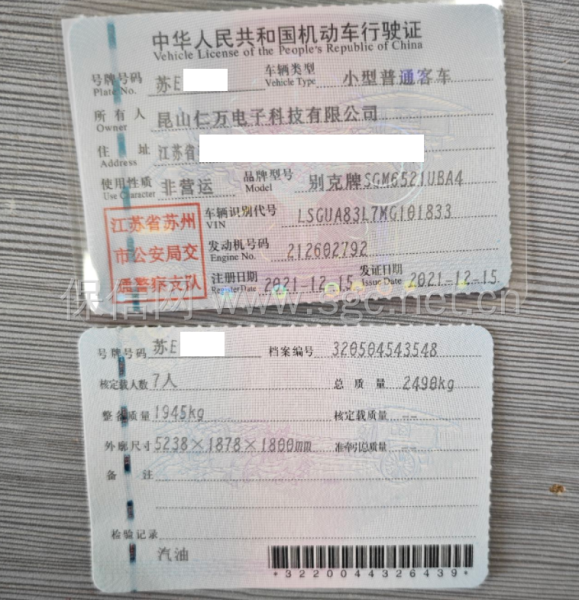 中华人民共和国机动车行驶证
Vehicle License of the People's Republic of China
号牌号码 苏E 车辆类型 小型普通客车
Plate No. Vehicle Type
所有人 昆山仁万电子科技有限公司
Owner
住址 江苏省
Address
使用性质 非营运 品牌型号 别克牌SGM6521UBA4
Use Character Model
江苏省苏州
市公安局交
通警察支队
车辆识别代号 LSGUA83L7MG101833
VIN
发动机号码 212602792
Engine No.
注册日期 2021-12-15 发证日期 2021-12-15
Register Date Issue Date
保估网 www.sgc.net.cn
号牌号码 苏E 档案编号 320504543548
核定载人数 7人 总质量 2490kg
整备质量 1945kg 核定载质量 --
外廓尺寸 5238×1878×1800mm 准牵引总质量 --
备注
检验记录
汽油
*3220044326439*